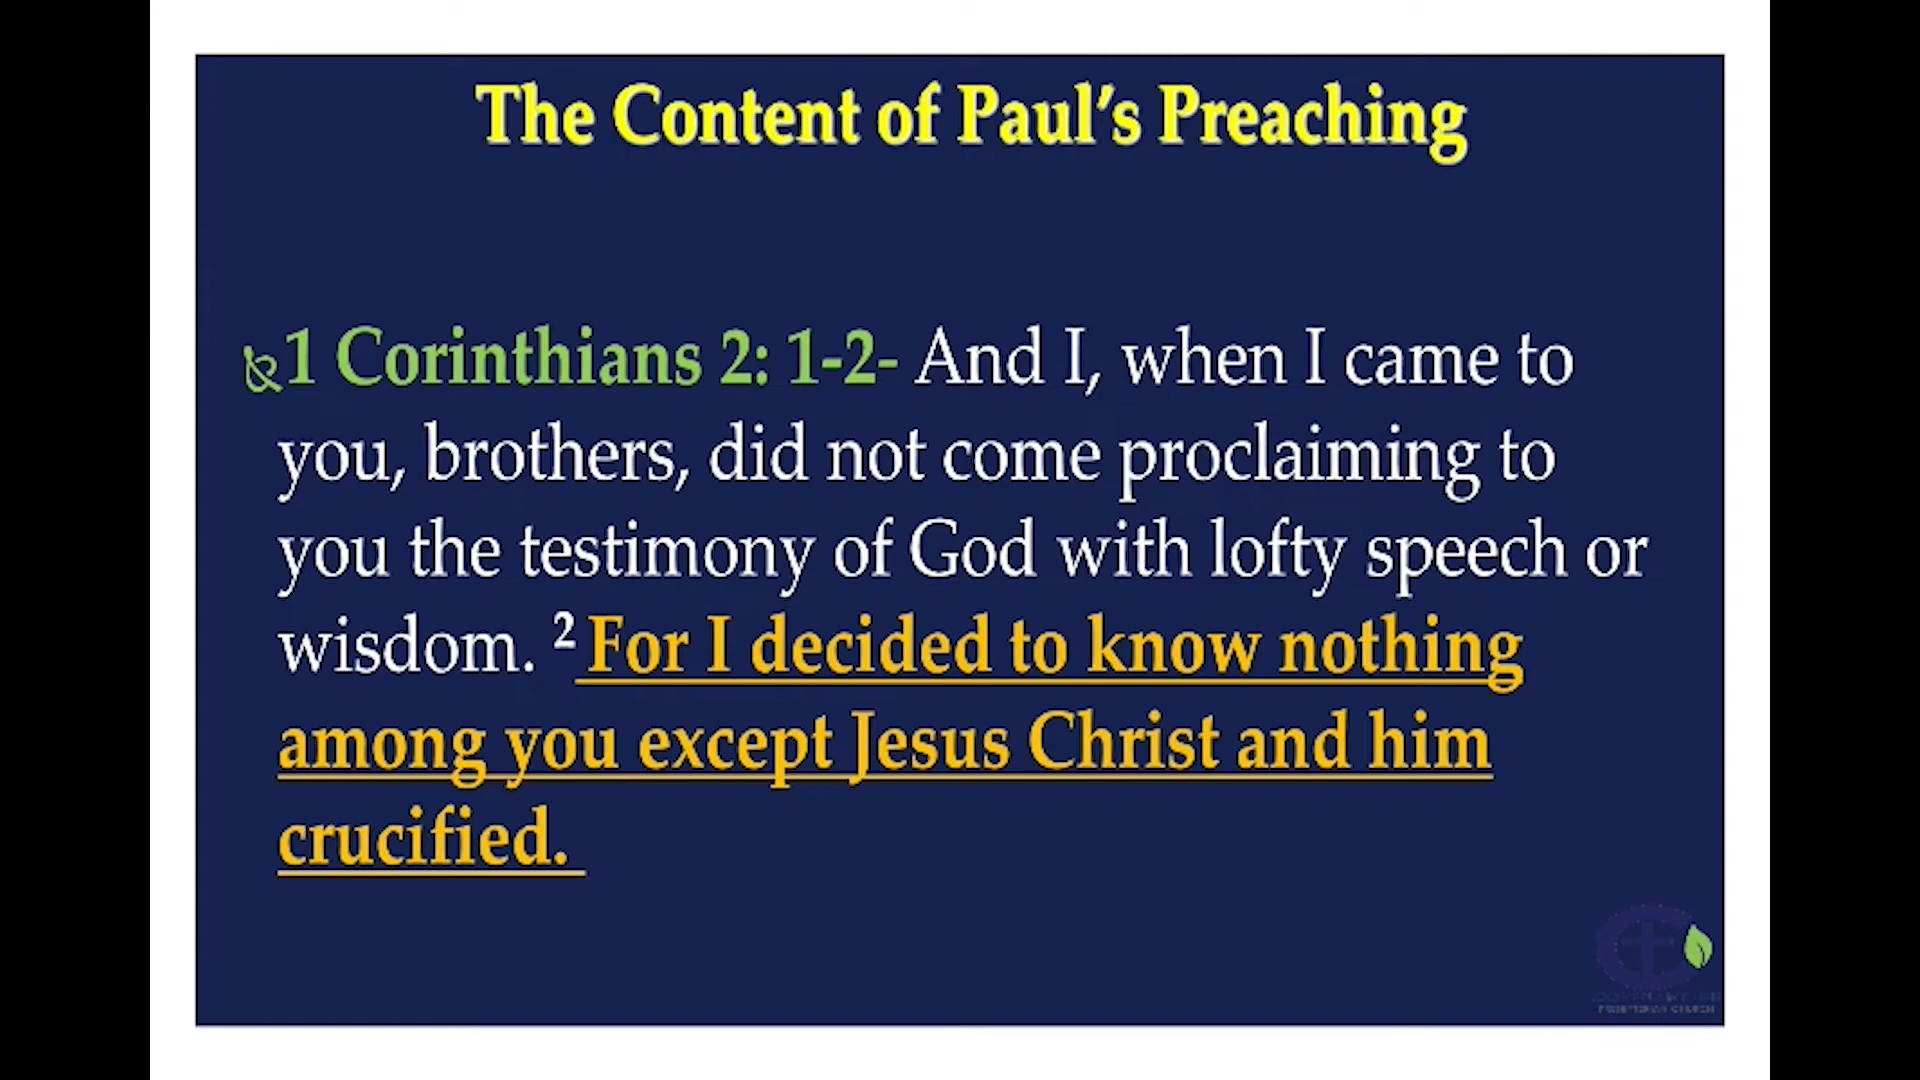 The Content of Paul’s Preaching
1 Corinthians 2: 1-2- And I, when I came to
you, brothers, did not come proclaiming to
you the testimony of God with lofty speech or
wisdom. ² For I decided to know nothing
among you except Jesus Christ and him
crucified.
PRESBYTERIAN CHURCH